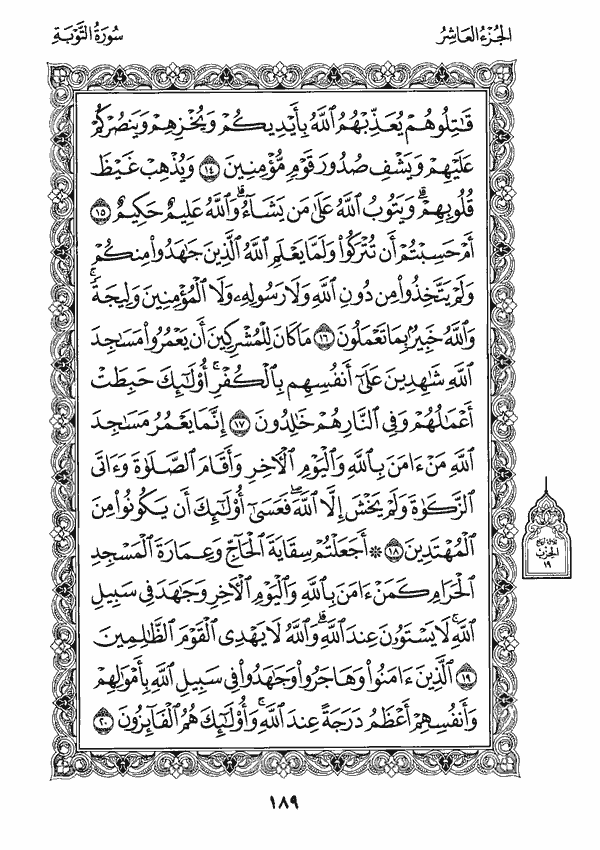 الجُزْءُ العَاشِرُ
سُورَةُ التَّوْبَةِ
قَٰتِلُوهُمْ يُعَذِّبْهُمُ ٱللَّهُ بِأَيْدِيكُمْ وَيُخْزِهِمْ وَيَنصُرْكُمْ
عَلَيْهِمْ وَيَشْفِ صُدُورَ قَوْمٍ مُّؤْمِنِينَ ١٤ وَيُذْهِبْ غَيْظَ
قُلُوبِهِمْ ۗ وَيَتُوبُ ٱللَّهُ عَلَىٰ مَن يَشَآءُ ۗ وَٱللَّهُ عَلِيمٌ حَكِيمٌ ١٥
أَمْ حَسِبْتُمْ أَن تُتْرَكُوا۟ وَلَمَّا يَعْلَمِ ٱللَّهُ ٱلَّذِينَ جَٰهَدُوا۟ مِنكُمْ
وَلَمْ يَتَّخِذُوا۟ مِن دُونِ ٱللَّهِ وَلَا رَسُولِهِۦ وَلَا ٱلْمُؤْمِنِينَ وَلِيجَةً ۚ
وَٱللَّهُ خَبِيرٌۢ بِمَا تَعْمَلُونَ ١٦ مَا كَانَ لِلْمُشْرِكِينَ أَن يَعْمُرُوا۟ مَسَٰجِدَ
ٱللَّهِ شَٰهِدِينَ عَلَىٰٓ أَنفُسِهِم بِٱلْكُفْرِ ۚ أُو۟لَٰٓئِكَ حَبِطَتْ
أَعْمَٰلُهُمْ وَفِى ٱلنَّارِ هُمْ خَٰلِدُونَ ١٧ إِنَّمَا يَعْمُرُ مَسَٰجِدَ
ٱللَّهِ مَنْ ءَامَنَ بِٱللَّهِ وَٱلْيَوْمِ ٱلْءَاخِرِ وَأَقَامَ ٱلصَّلَوٰةَ وَءَاتَى
ٱلزَّكَوٰةَ وَلَمْ يَخْشَ إِلَّا ٱللَّهَ ۖ فَعَسَىٰٓ أُو۟لَٰٓئِكَ أَن يَكُونُوا۟ مِنَ
ٱلْمُهْتَدِينَ ١٨ ۞ أَجَعَلْتُمْ سِقَايَةَ ٱلْحَآجِّ وَعِمَارَةَ ٱلْمَسْجِدِ
ٱلْحَرَامِ كَمَنْ ءَامَنَ بِٱللَّهِ وَٱلْيَوْمِ ٱلْءَاخِرِ وَجَٰهَدَ فِى سَبِيلِ
ٱللَّهِ ۚ لَا يَسْتَوُۥنَ عِندَ ٱللَّهِ ۗ وَٱللَّهُ لَا يَهْدِى ٱلْقَوْمَ ٱلظَّٰلِمِينَ
١٩ ٱلَّذِينَ ءَامَنُوا۟ وَهَاجَرُوا۟ وَجَٰهَدُوا۟ فِى سَبِيلِ ٱللَّهِ بِأَمْوَٰلِهِمْ
وَأَنفُسِهِمْ أَعْظَمُ دَرَجَةً عِندَ ٱللَّهِ ۚ وَأُو۟لَٰٓئِكَ هُمُ ٱلْفَآئِزُونَ ٢٠
الحِزْب
١٩
١٨٩